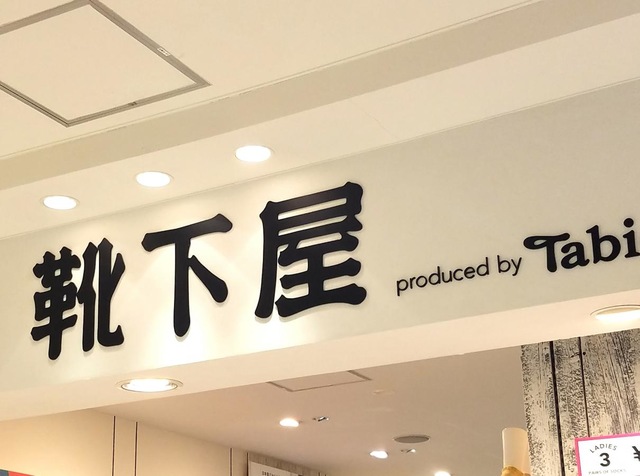 靴下屋
produced by Tabi
LADIES
3
¥